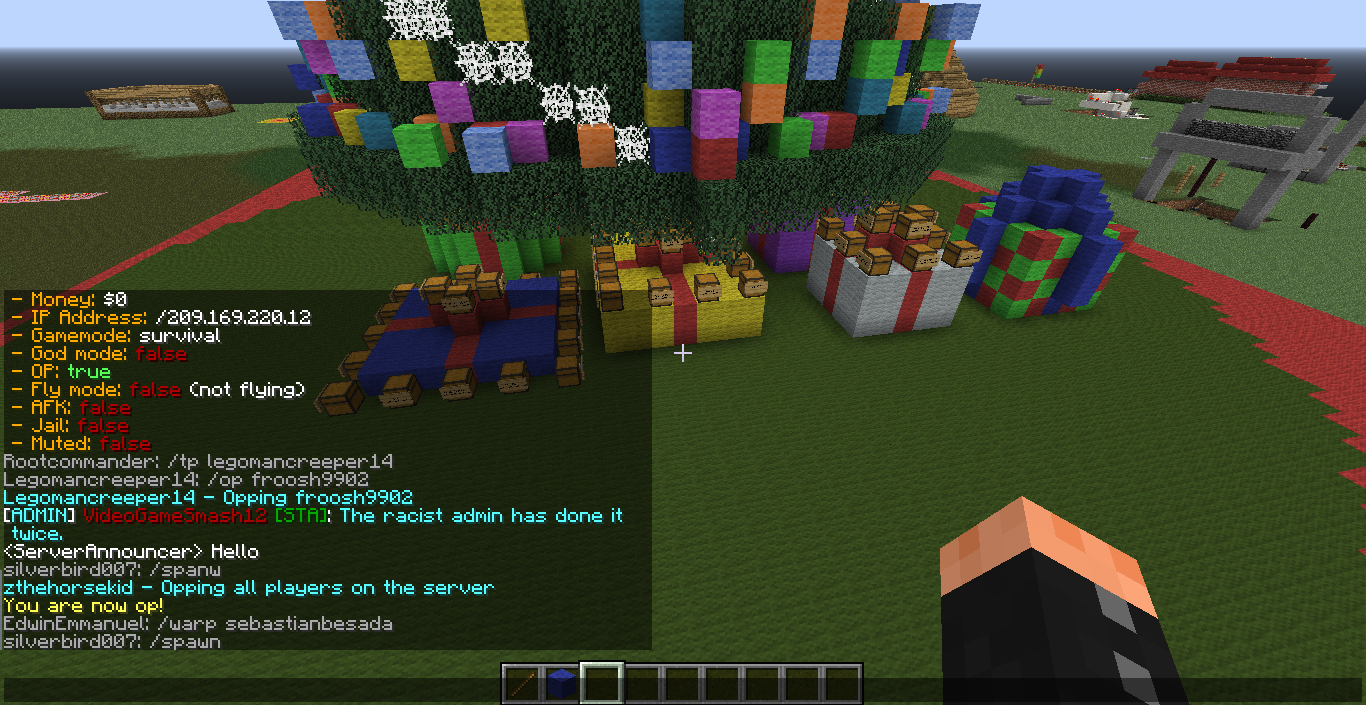 - Money: $0
- IP Address: /209.169.220.12
- Gamemode: survival
- God mode: false
- OP: true
- Fly mode: false (not flying)
- AFK: false
- Jail: false
- Muted: false
Rootcommander: /tp legomancreeper14
Legomancreeper14: /op froosh9902
Legomancreeper14 - Opping froosh9902
[ADMIN] VideoGameSmash12 [STA]: The racist admin has done it
twice.
<ServerAnnouncer> Hello
silverbird007: /spanw
zthehorsekid - Opping all players on the server
You are now op!
EdwinEmmanuel: /warp sebastianbesada
silverbird007: /spawn